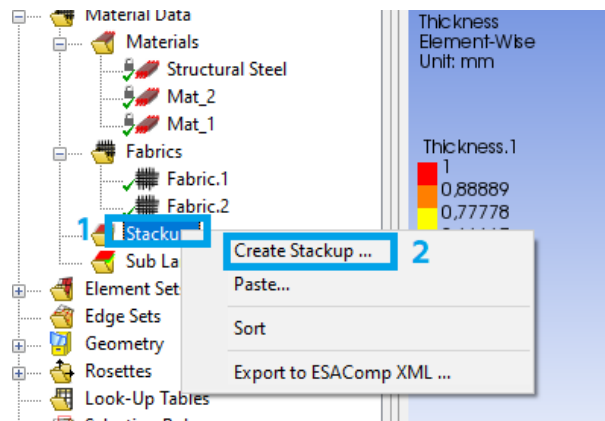 Material Data
Materials
Structural Steel
Mat_2
Mat_1
Fabrics
Fabric.1
Fabric.2
1
Stacku
Sub La
Element Set
Edge Sets
Geometry
Rosettes
Look-Up Tables
Create Stackup ...
2
Paste...
Sort
Export to ESAComp XML ...
Thickness
Element-Wise
Unit: mm
Thickness.1
1
0,88889
0,77778